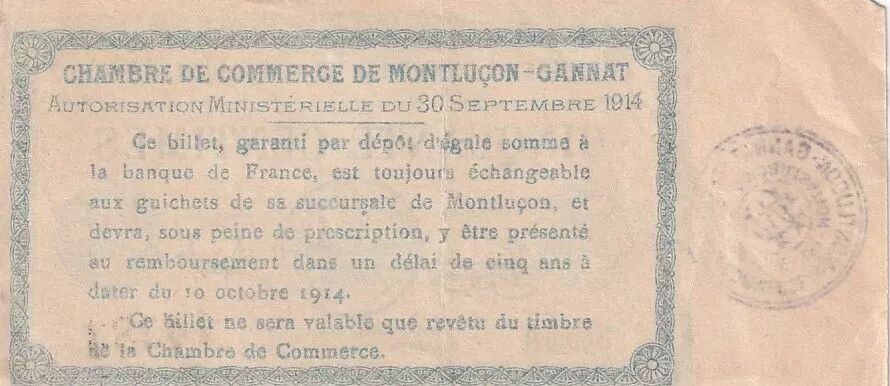 CHAMBRE DE COMMERCE DE MONTLUÇON-GANNAT
AUTORISATION MINISTÉRIELLE DU 30 SEPTEMBRE 1914
Ce billet, garanti par dépôt d'égale somme à
la banque de France, est toujours échangeable
aux guichets de sa succursale de Montluçon, et
devra, sous peine de prescription, y être présenté
au remboursement dans un délai de cinq ans à
dater du 10 octobre 1914.
Ce billet ne sera valable que revêtu du timbre
de la Chambre de Commerce.